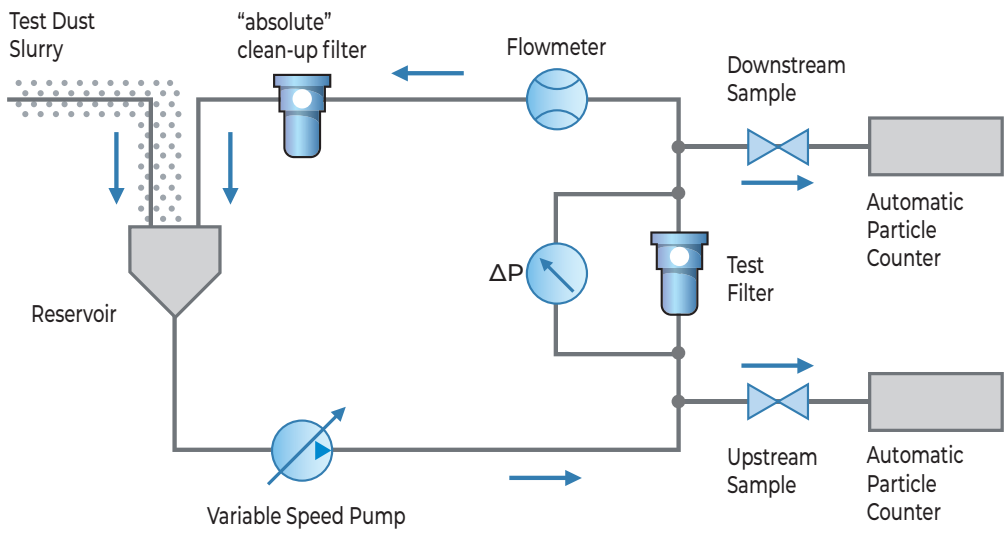 Test Dust
Slurry
“absolute”
clean-up filter
Flowmeter
Downstream
Sample
Automatic
Particle
Counter
ΔP
Test
Filter
Reservoir
Upstream
Sample
Automatic
Particle
Counter
Variable Speed Pump